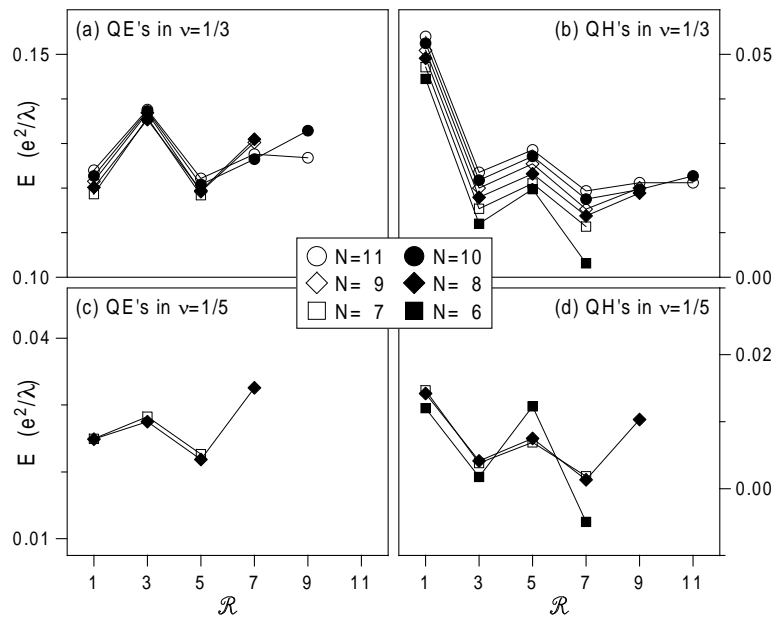 (a) QE's in ν=1/3
(b) QH's in ν=1/3
0.15
0.10
E (e²/λ)
0.05
0.00
N=11
N=10
N= 9
N= 8
N= 7
N= 6
(c) QE's in ν=1/5
(d) QH's in ν=1/5
0.04
0.01
E (e²/λ)
0.02
0.00
1 3 5 7 9 11
1 3 5 7 9 11
ℛ
ℛ